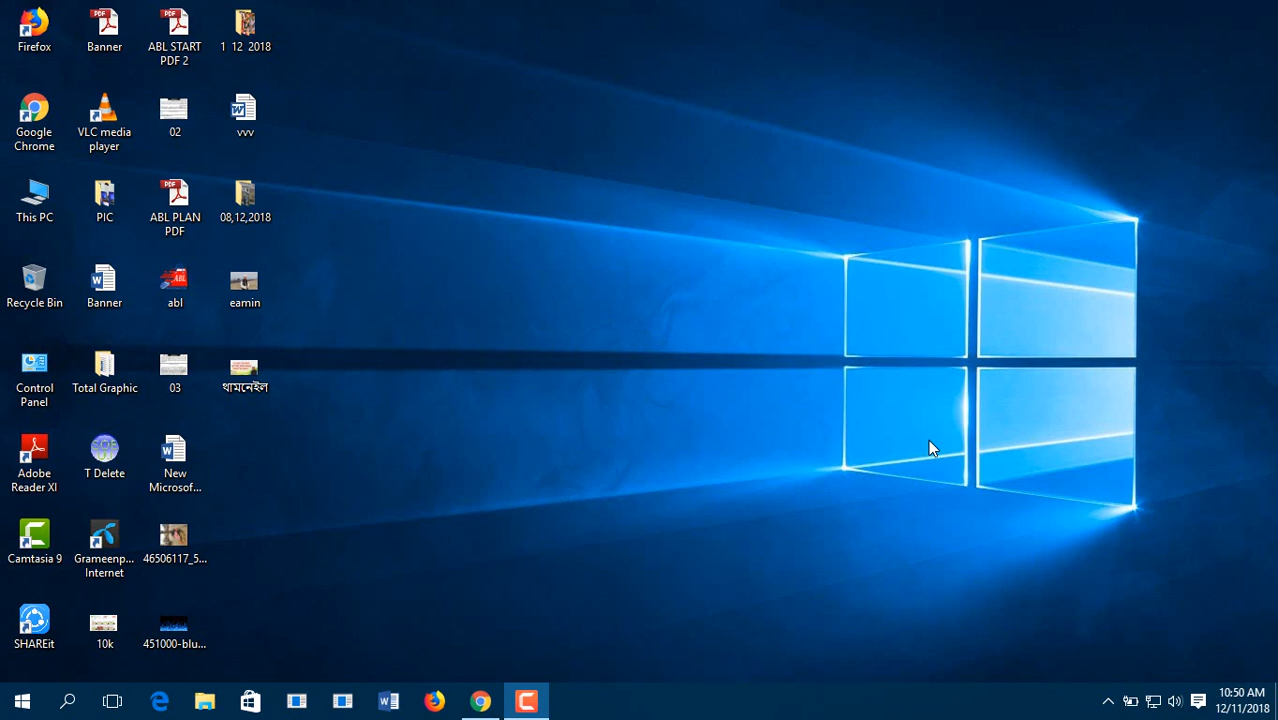 Firefox
Banner
ABL START
PDF 2
1 12 2018
Google
Chrome
VLC media
player
02
vvv
This PC
PIC
ABL PLAN
PDF
08,12,2018
Recycle Bin
Banner
abl
eamin
Control
Panel
Total Graphic
03
থামনেইল
Adobe
Reader XI
T Delete
New
Microsof...
Camtasia 9
Grameenp...
Internet
46506117_5...
SHAREit
10k
451000-blu...
10:50 AM
12/11/2018